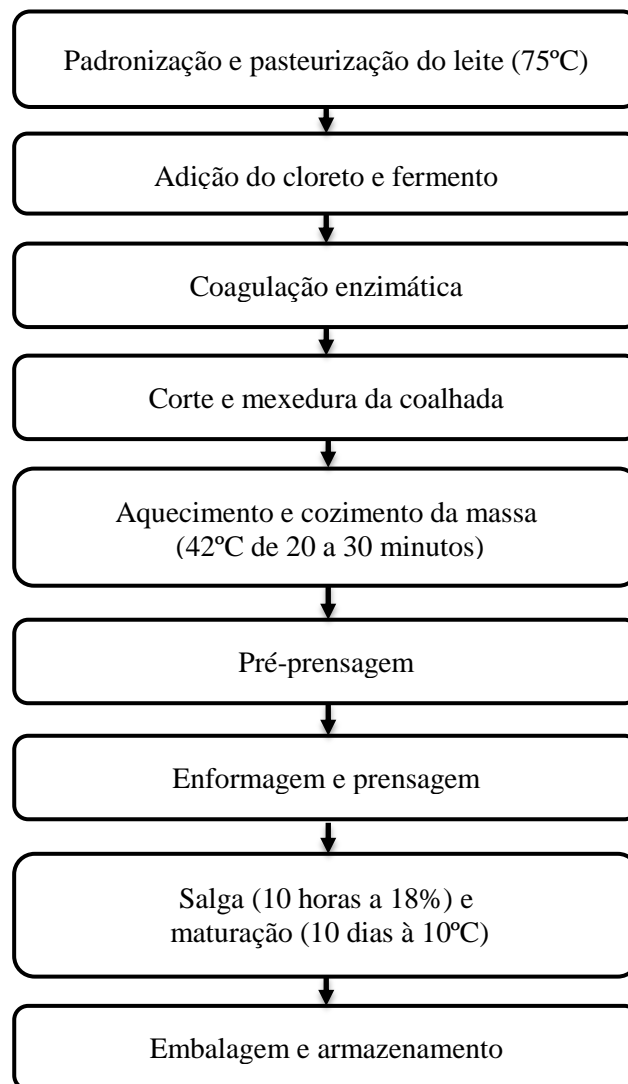 Padronização e pasteurização do leite (75ºC)
Adição do cloreto e fermento
Coagulação enzimática
Corte e mexedura da coalhada
Aquecimento e cozimento da massa
(42ºC de 20 a 30 minutos)
Pré-prensagem
Enformagem e prensagem
Salga (10 horas a 18%) e
maturação (10 dias à 10ºC)
Embalagem e armazenamento